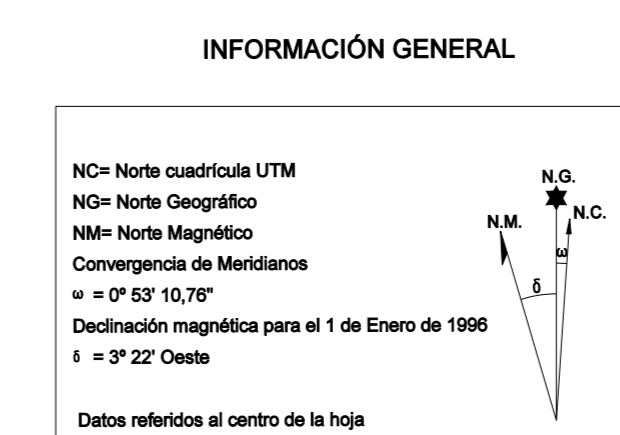 INFORMACIÓN GENERAL
NC= Norte cuadrícula UTM
NG= Norte Geográfico
NM= Norte Magnético
Convergencia de Meridianos
ω = 0º 53' 10,76"
Declinación magnética para el 1 de Enero de 1996
δ = 3º 22' Oeste
Datos referidos al centro de la hoja
N.G.
N.M.
N.C.
ω
δ